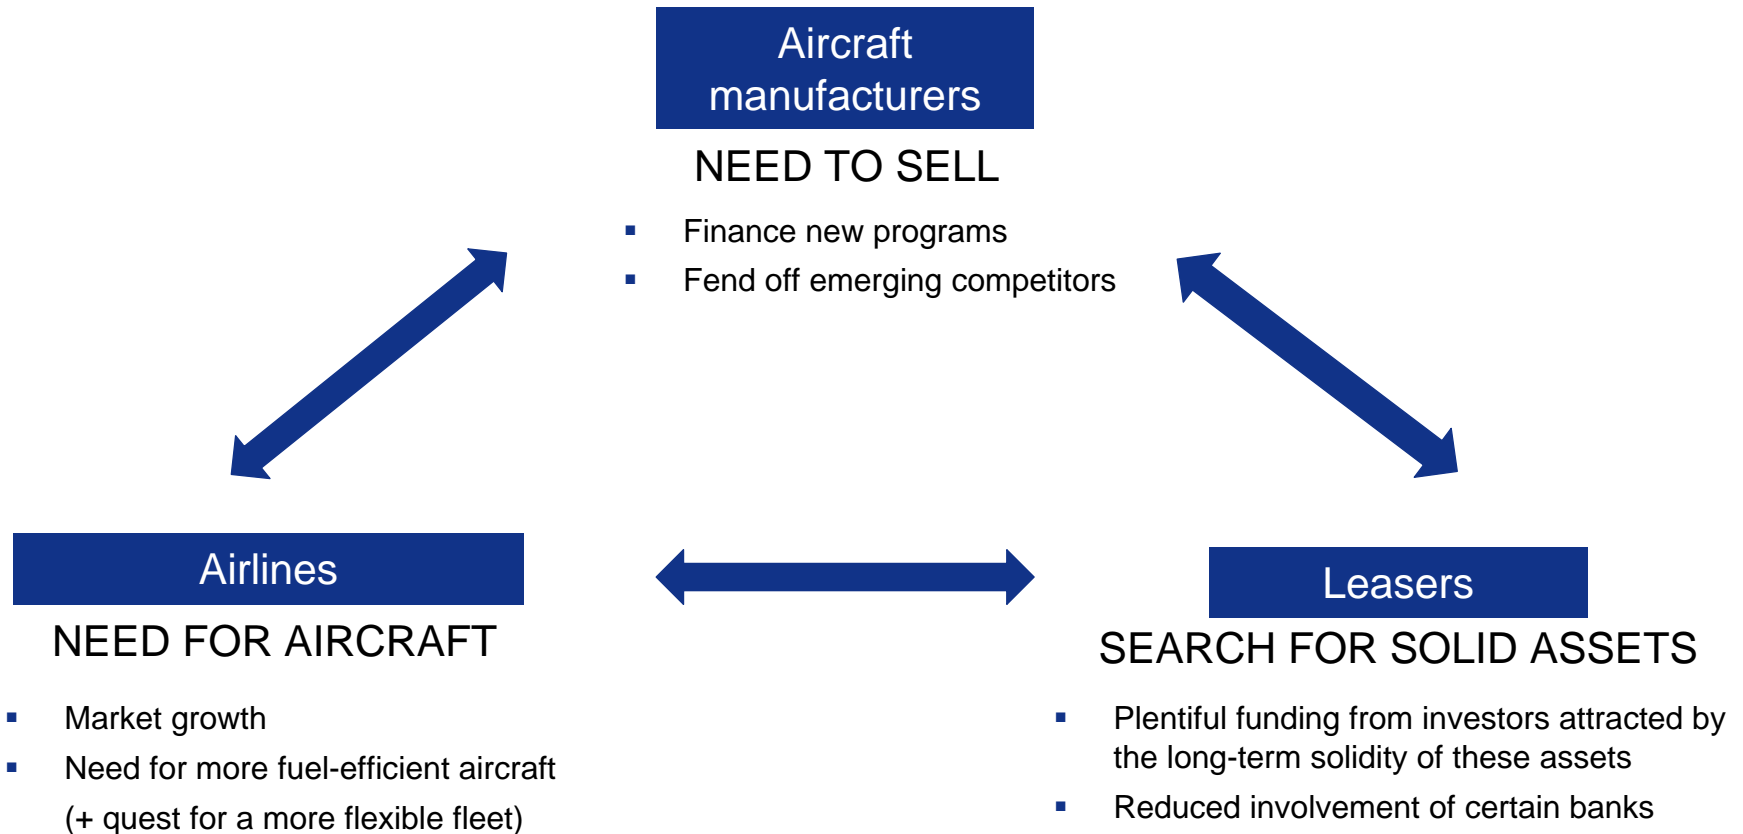 Aircraft
manufacturers
NEED TO SELL
▪ Finance new programs
▪ Fend off emerging competitors
Airlines
NEED FOR AIRCRAFT
▪ Market growth
▪ Need for more fuel-efficient aircraft
(+ quest for a more flexible fleet)
Leasers
SEARCH FOR SOLID ASSETS
▪ Plentiful funding from investors attracted by
the long-term solidity of these assets
▪ Reduced involvement of certain banks